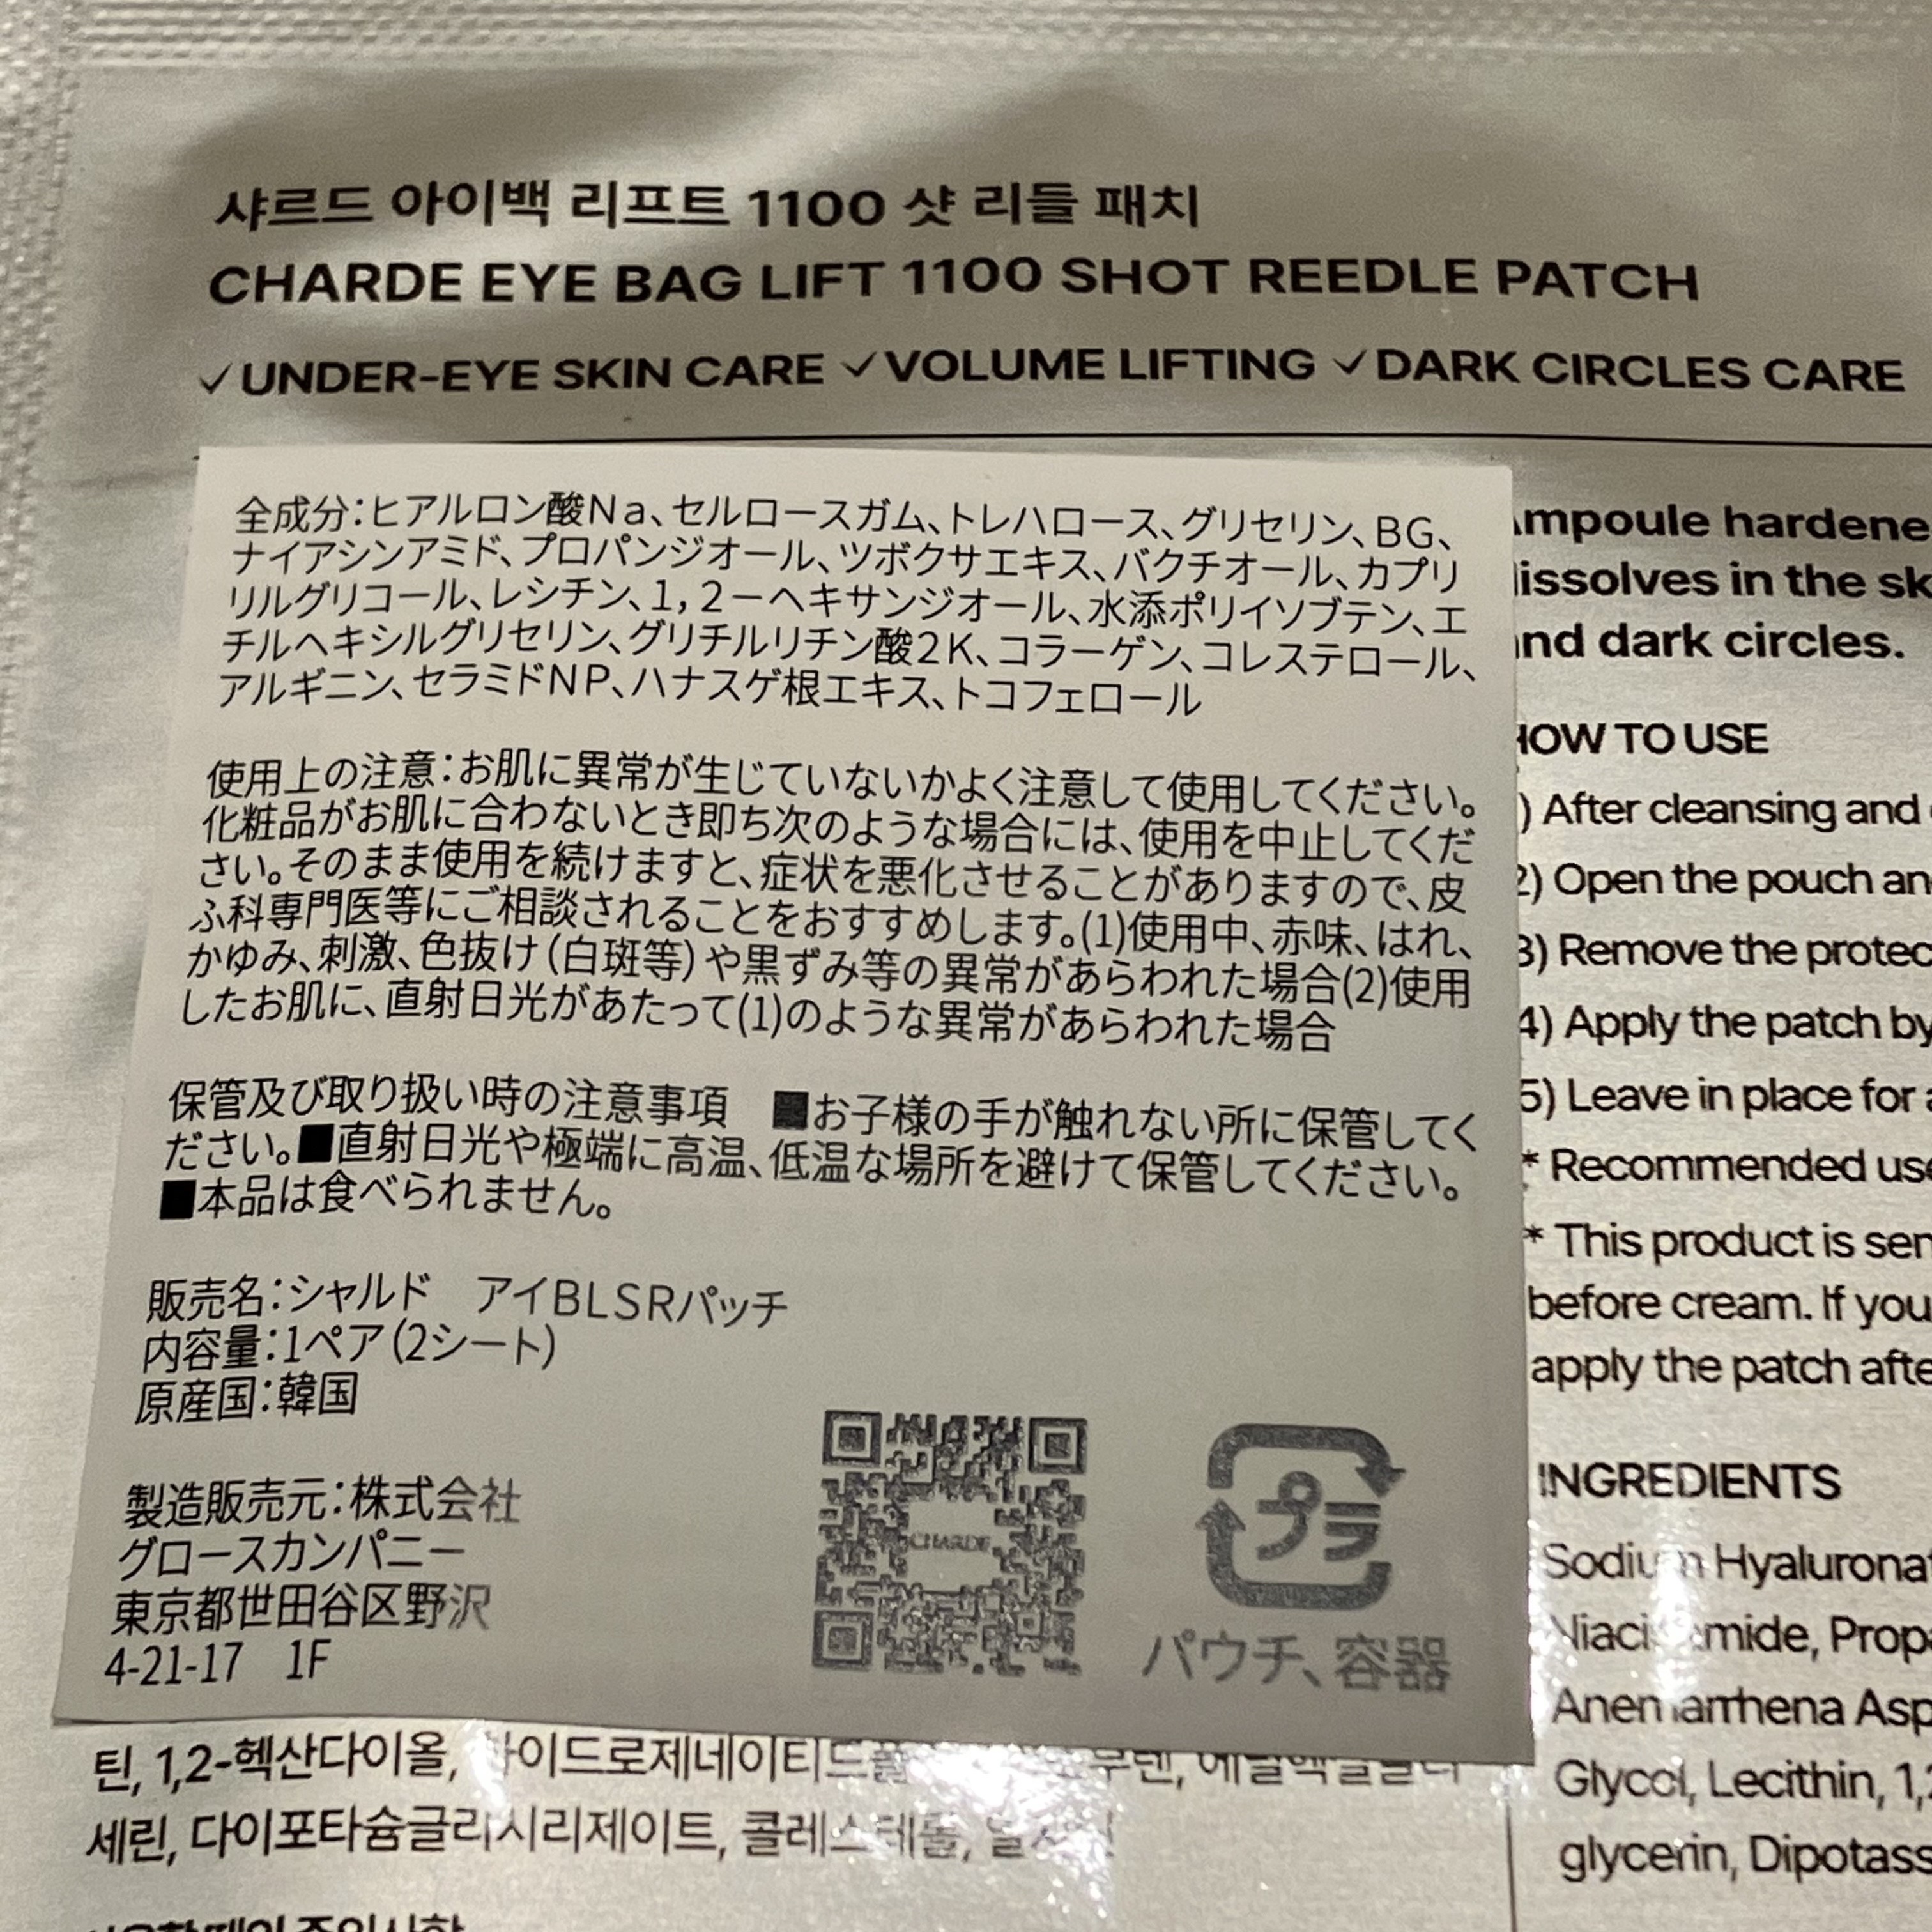 샤르드 아이백 리프트 1100 샷 리들 패치
CHARDE EYE BAG LIFT 1100 SHOT REEDLE PATCH
✓UNDER-EYE SKIN CARE ✓VOLUME LIFTING ✓DARK CIRCLES CARE
全成分:ヒアルロン酸Na、セルロースガム、トレハロース、グリセリン、BG、
ナイアシンアミド、プロパンジオール、ツボクサエキス、バクチオール、カプリ
リルグリコール、レシチン、1,2-ヘキサンジオール、水添ポリイソブテン、エ
チルヘキシルグリセリン、グリチルリチン酸2K、コラーゲン、コレステロール、
アルギニン、セラミドNP、ハナスゲ根エキス、トコフェロール
使用上の注意:お肌に異常が生じていないかよく注意して使用してください。
化粧品がお肌に合わないとき即ち次のような場合には、使用を中止してくだ
さい。そのまま使用を続けますと、症状を悪化させることがありますので、皮
ふ科専門医等にご相談されることをおすすめします。(1)使用中、赤味、はれ、
かゆみ、刺激、色抜け(白斑等)や黒ずみ等の異常があらわれた場合(2)使用
したお肌に、直射日光があたって(1)のような異常があらわれた場合
保管及び取り扱い時の注意事項　■お子様の手が触れない所に保管してく
ださい。■直射日光や極端に高温、低温な場所を避けて保管してください。
■本品は食べられません。
販売名:シャルド　アイBLSRパッチ
内容量:1ペア(2シート)
原産国:韓国
製造販売元:株式会社
グロースカンパニー
東京都世田谷区野沢
4-21-17　1F
CHARDE
プラ
パウチ、容器
틴, 1,2-헥산다이올,
세린, 다이포타슘글리시리제이트, 콜레스테롤,
Ampoule hardene
dissolves in the sk
and dark circles.
HOW TO USE
) After cleansing and
2) Open the pouch an
3) Remove the protec
4) Apply the patch by
5) Leave in place for a
* Recommended use
* This product is sen
before cream. If you
apply the patch afte
INGREDIENTS
Sodium Hyaluronat
Niacinamide, Propa
Anemarrhena Asp
Glycol, Lecithin, 1,2
glycerin, Dipotass